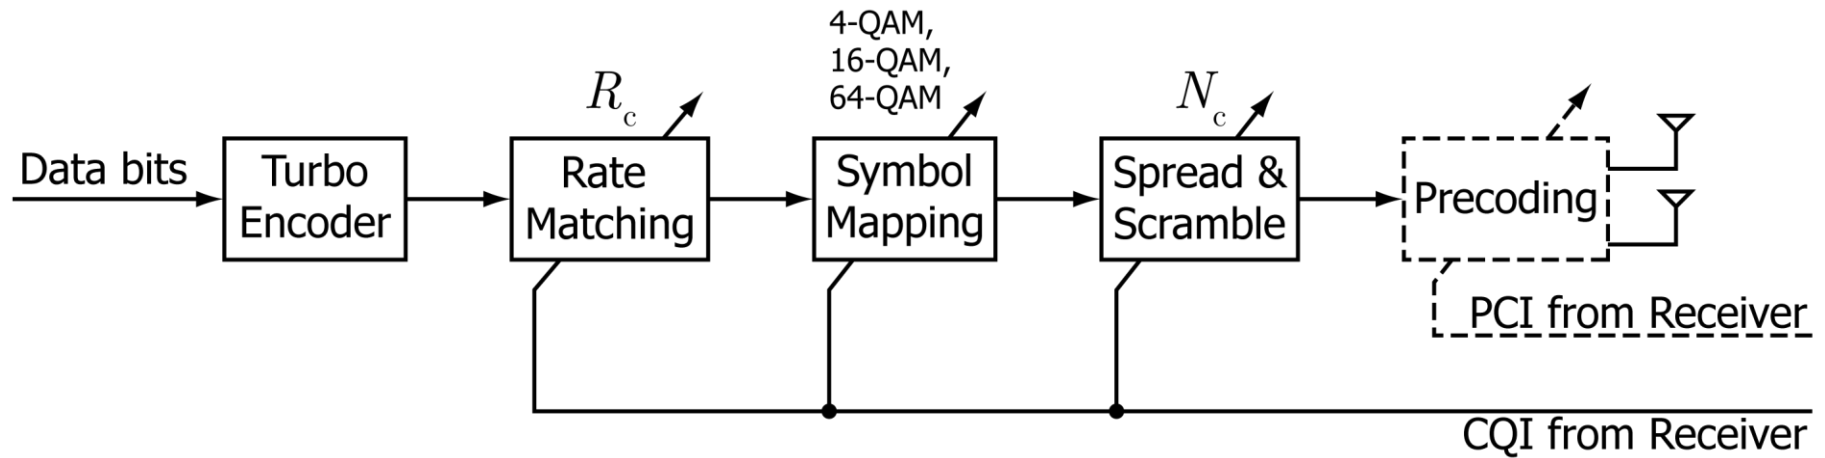 4-QAM,
16-QAM,
64-QAM
R_c
N_c
Data bits
Turbo
Encoder
Rate
Matching
Symbol
Mapping
Spread &
Scramble
Precoding
PCI from Receiver
CQI from Receiver